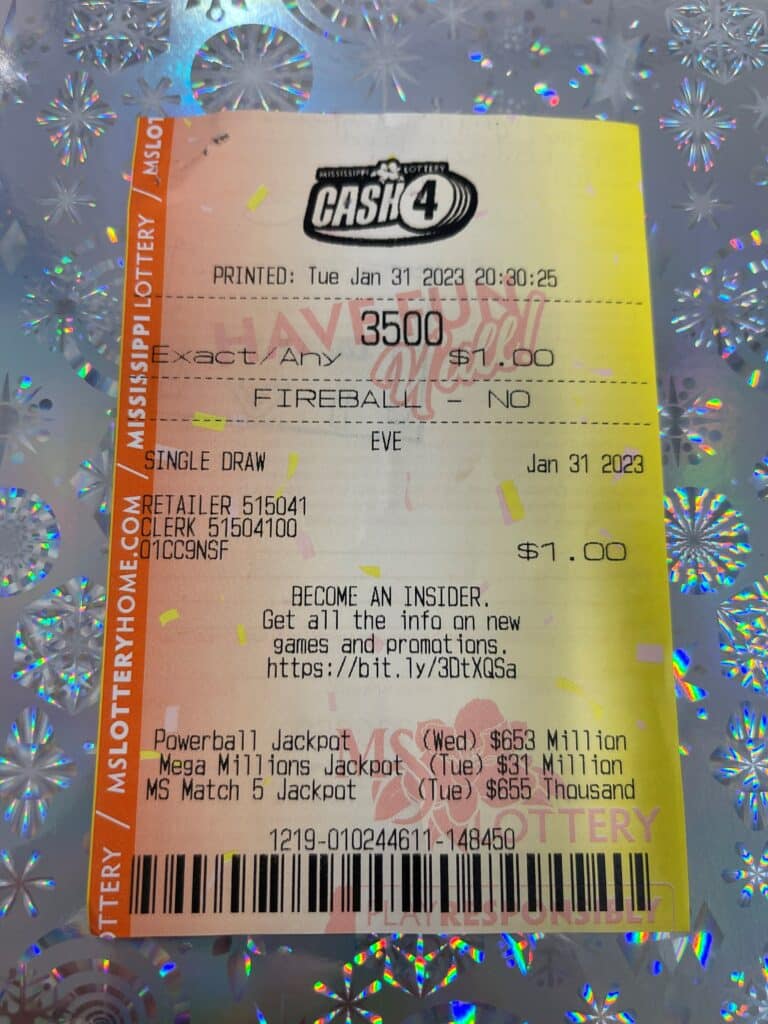 MISSISSIPPI LOTTERY
CASH 4
PRINTED: Tue Jan 31 2023 20:30:25
HAVE FUN
Y'all!
3500
Exact/Any $1.00
FIREBALL - NO
EVE
SINGLE DRAW Jan 31 2023
RETAILER 515041
CLERK 51504100
01CC9NSF $1.00
BECOME AN INSIDER.
Get all the info on new
games and promotions.
https://bit.ly/3DtXQSa
Powerball Jackpot (Wed) $653 Million
Mega Millions Jackpot (Tue) $31 Million
MS Match 5 Jackpot (Tue) $655 Thousand
MS
LOTTERY
1219-010244611-148450
PLAY RESPONSIBLY
OTTERY / MSLOTTERYHOME.COM / MISSISSIPPI LOTTERY / MSLOT